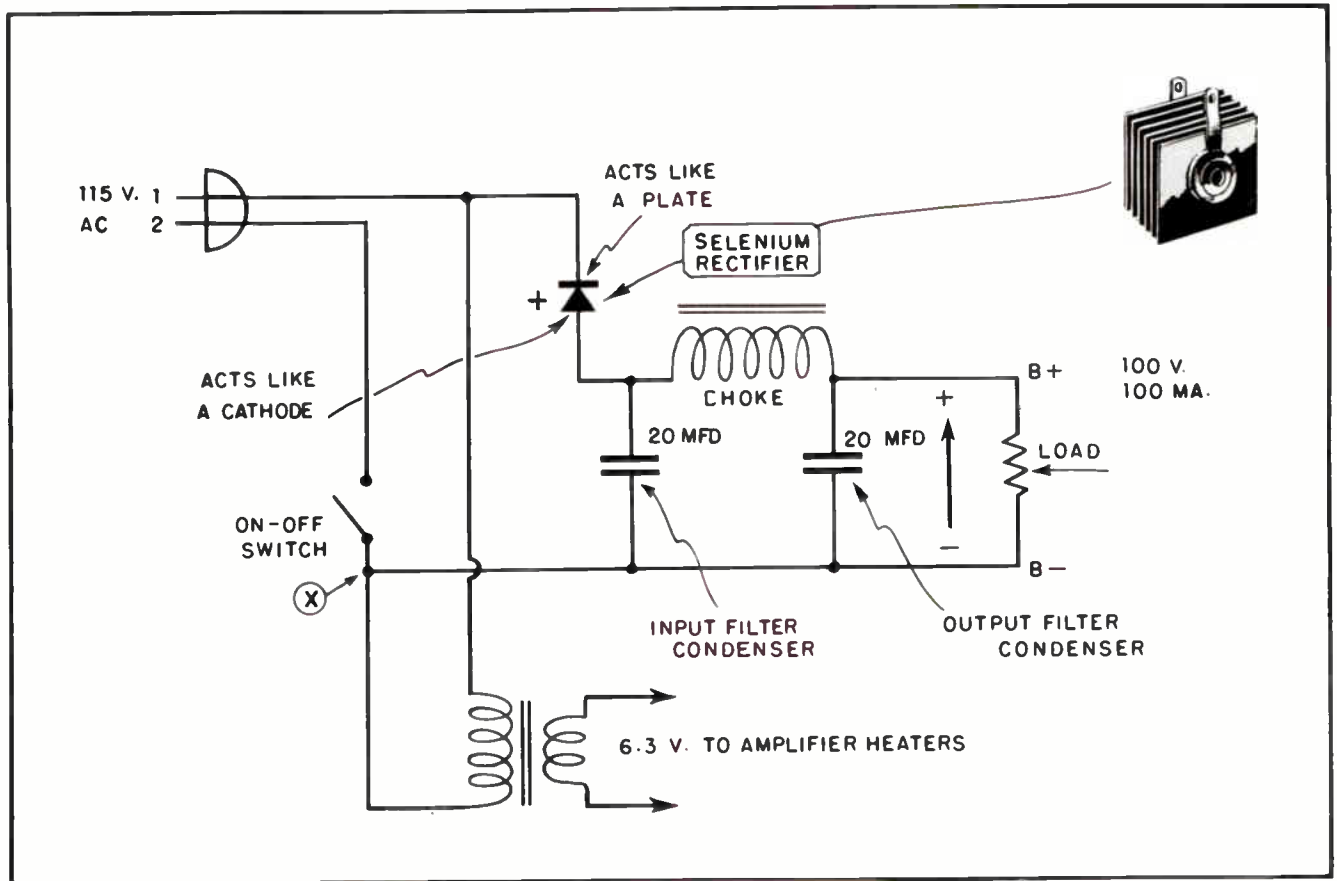 115 V. 1
AC 2
ACTS LIKE
A PLATE
SELENIUM
RECTIFIER
+
ACTS LIKE
A CATHODE
CHOKE
B+
100 V.
100 MA.
+
20 MFD
20 MFD
LOAD
ON-OFF
SWITCH
−
B−
X
INPUT FILTER
CONDENSER
OUTPUT FILTER
CONDENSER
6.3 V. TO AMPLIFIER HEATERS